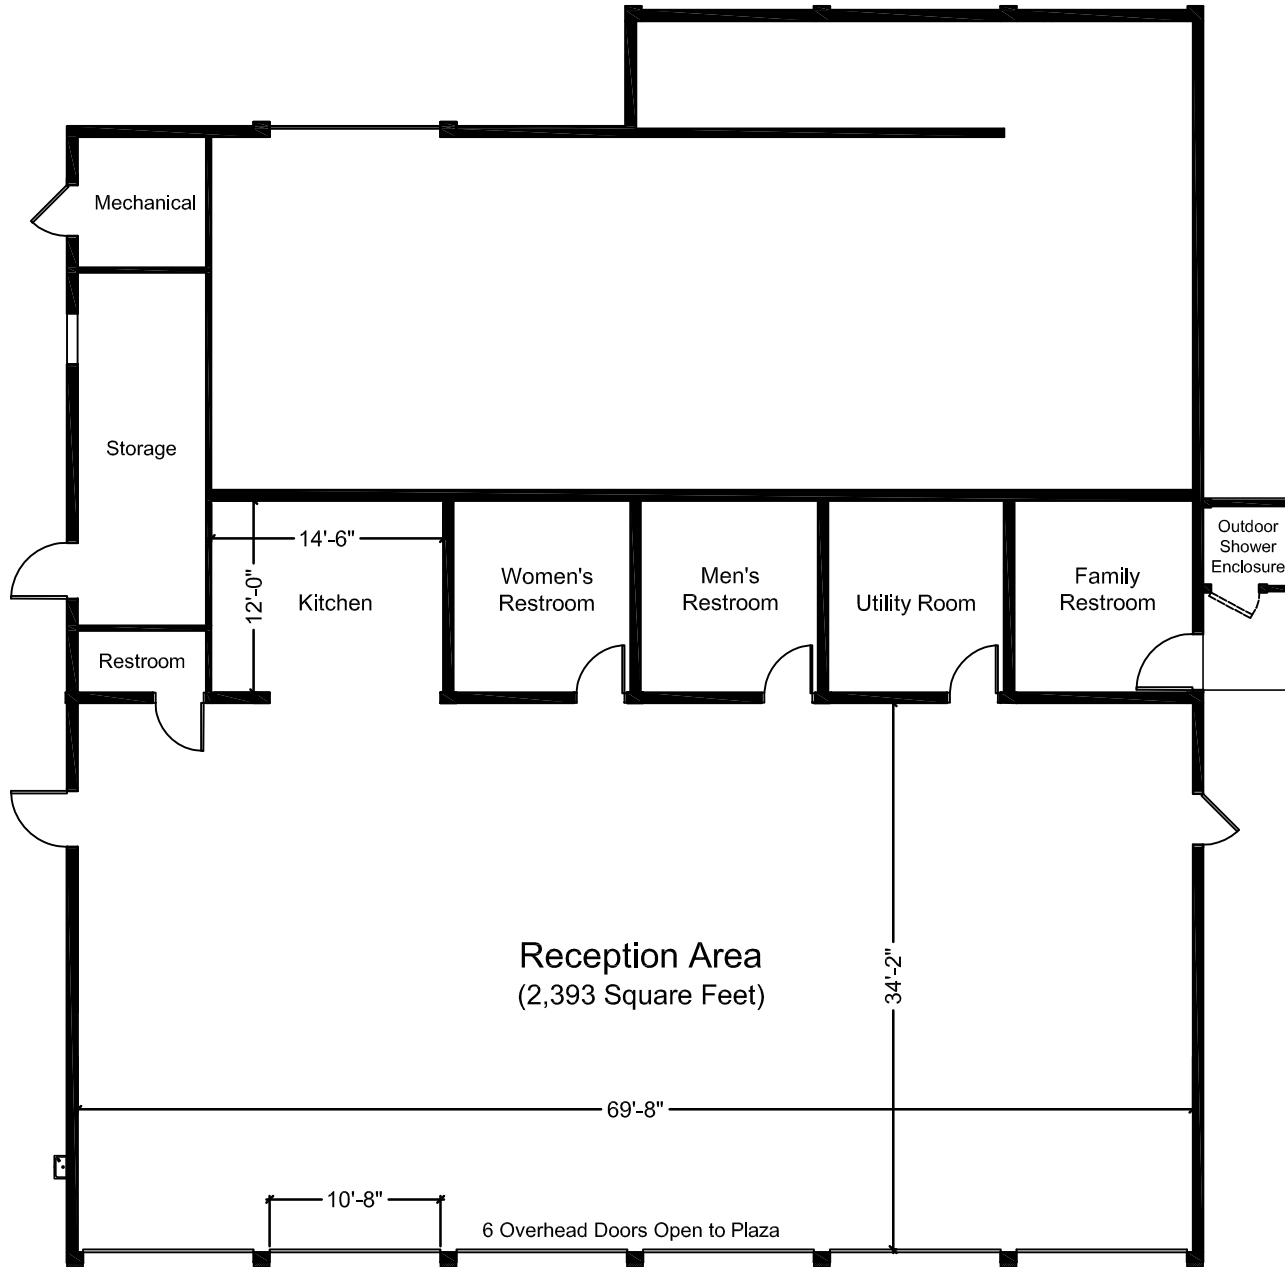 Mechanical
Storage
14'-6"
12'-0"
Kitchen
Women's
Restroom
Men's
Restroom
Utility Room
Family
Restroom
Outdoor
Shower
Enclosure
Restroom
Reception Area
(2,393 Square Feet)
34'-2"
69'-8"
10'-8"
6 Overhead Doors Open to Plaza